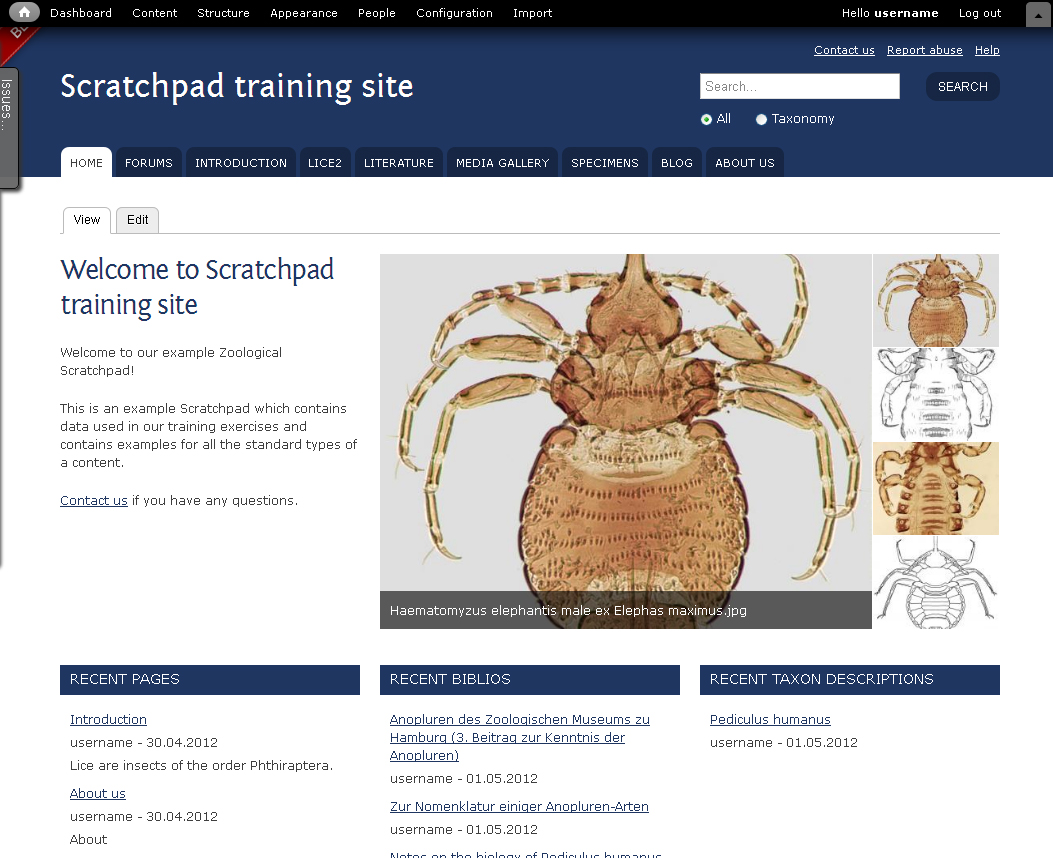 Dashboard Content Structure Appearance People Configuration Import Hello username Log out
Contact us Report abuse Help
Issues...
Scratchpad training site
Search... SEARCH
All Taxonomy
HOME FORUMS INTRODUCTION LICE2 LITERATURE MEDIA GALLERY SPECIMENS BLOG ABOUT US
View Edit
Welcome to Scratchpad
training site
Welcome to our example Zoological
Scratchpad!
This is an example Scratchpad which contains
data used in our training exercises and
contains examples for all the standard types of
a content.
Contact us if you have any questions.
Haematomyzus elephantis male ex Elephas maximus.jpg
RECENT PAGES
Introduction
username - 30.04.2012
Lice are insects of the order Phthiraptera.
About us
username - 30.04.2012
About
RECENT BIBLIOS
Anopluren des Zoologischen Museums zu
Hamburg (3. Beitrag zur Kenntnis der
Anopluren)
username - 01.05.2012
Zur Nomenklatur einiger Anopluren-Arten
username - 01.05.2012
Notes on the biology of Pediculus humanus
RECENT TAXON DESCRIPTIONS
Pediculus humanus
username - 01.05.2012